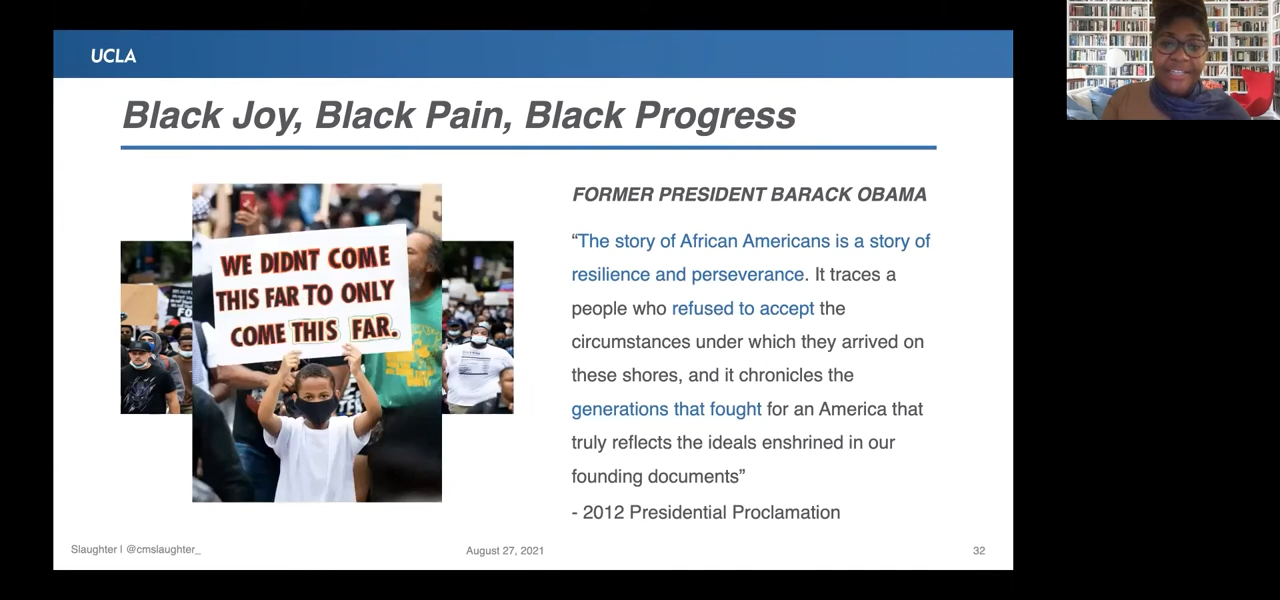 UCLA
Black Joy, Black Pain, Black Progress
WE DIDNT COME
THIS FAR TO ONLY
COME THIS FAR.
FORMER PRESIDENT BARACK OBAMA
“The story of African Americans is a story of
resilience and perseverance. It traces a
people who refused to accept the
circumstances under which they arrived on
these shores, and it chronicles the
generations that fought for an America that
truly reflects the ideals enshrined in our
founding documents”
- 2012 Presidential Proclamation
Slaughter | @cmslaughter_
August 27, 2021
32